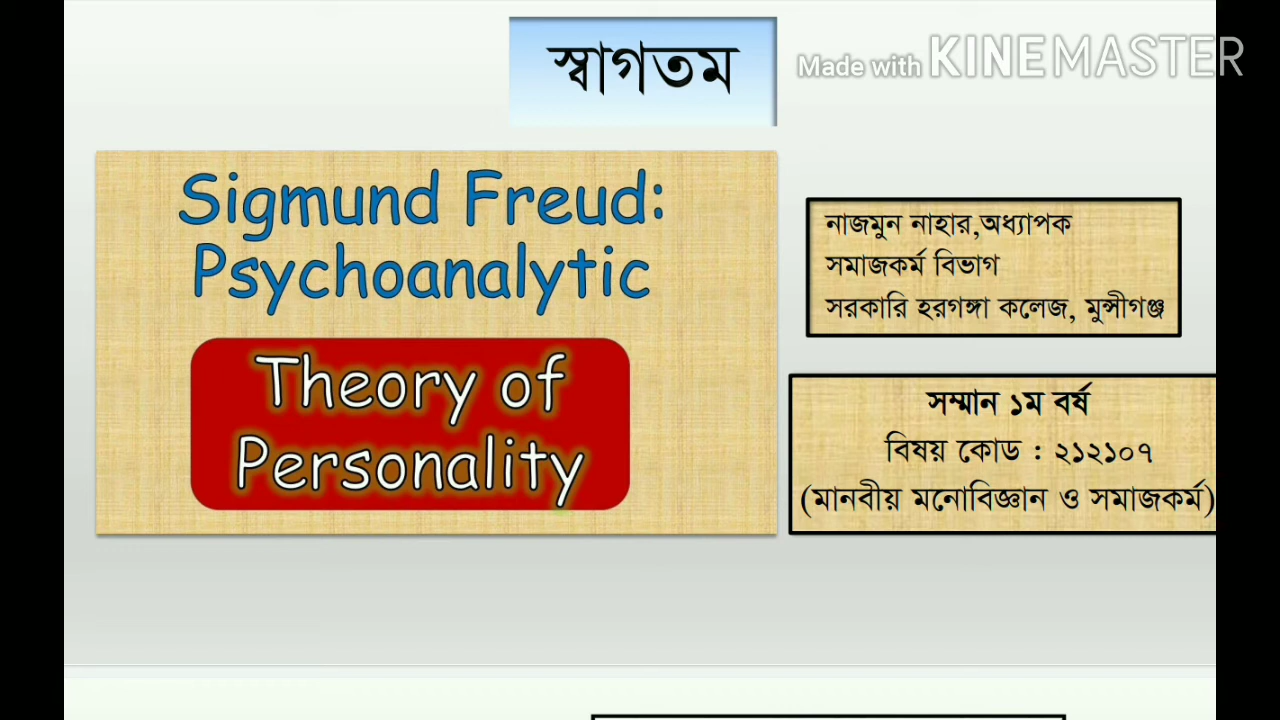 স্বাগতম
Made with KINEMASTER
Sigmund Freud:
Psychoanalytic
Theory of
Personality
নাজমুন নাহার,অধ্যাপক
সমাজকর্ম বিভাগ
সরকারি হরগঙ্গা কলেজ, মুন্সীগঞ্জ
সম্মান ১ম বর্ষ
বিষয় কোড : ২১২১০৭
(মানবীয় মনোবিজ্ঞান ও সমাজকর্ম)